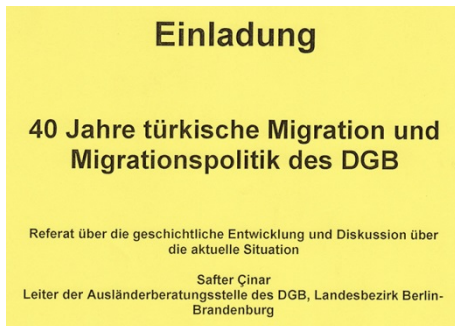 Einladung
40 Jahre türkische Migration und
Migrationspolitik des DGB
Referat über die geschichtliche Entwicklung und Diskussion über
die aktuelle Situation
Safter Çinar
Leiter der Ausländerberatungsstelle des DGB, Landesbezirk Berlin-
Brandenburg